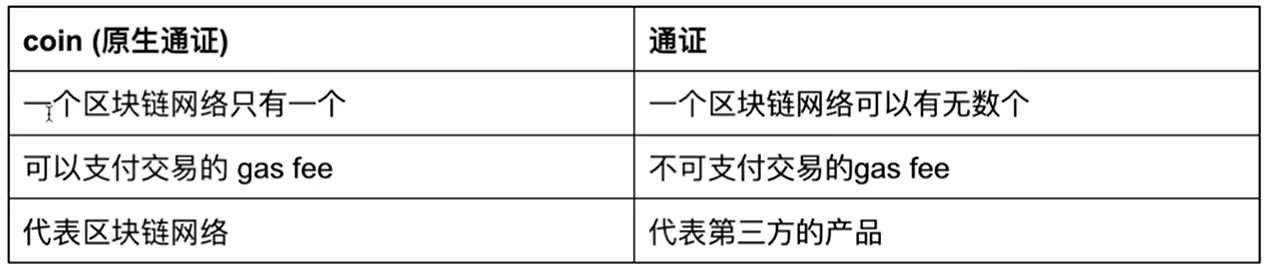 coin (原生通证)
通证
一个区块链网络只有一个
一个区块链网络可以有无数个
可以支付交易的 gas fee
不可支付交易的gas fee
代表区块链网络
代表第三方的产品